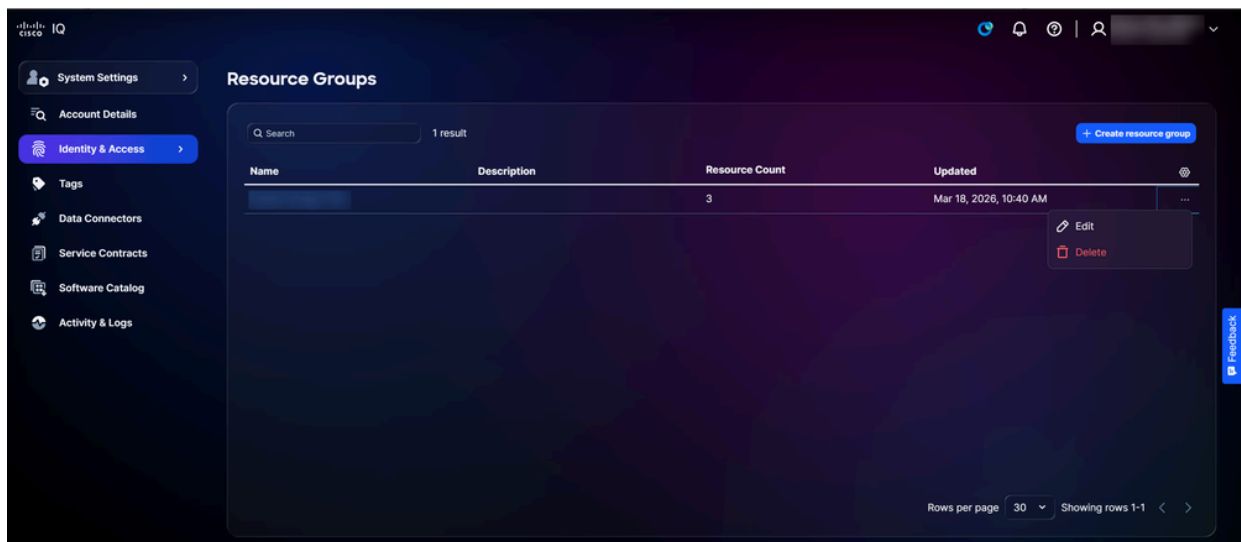 cisco IQ
System Settings
Account Details
Identity & Access
Tags
Data Connectors
Service Contracts
Software Catalog
Activity & Logs
Resource Groups
Search 1 result + Create resource group
Name Description Resource Count Updated
3 Mar 18, 2026, 10:40 AM ...
Edit
Delete
Feedback
Rows per page 30 Showing rows 1-1